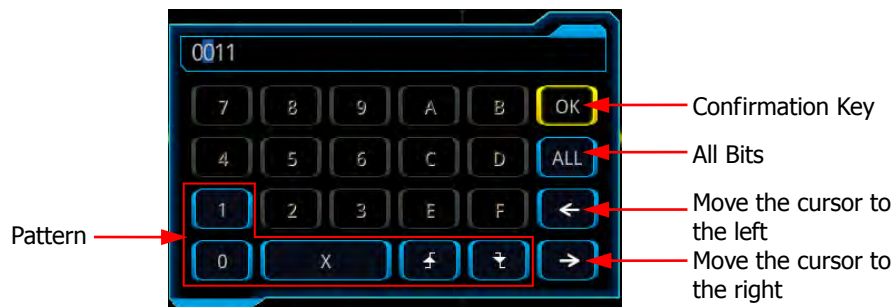 0011
7 8 9 A B OK
4 5 6 C D ALL
1 2 3 E F ←
0 X →
Confirmation Key
All Bits
Move the cursor to
the left
Move the cursor to
the right
Pattern